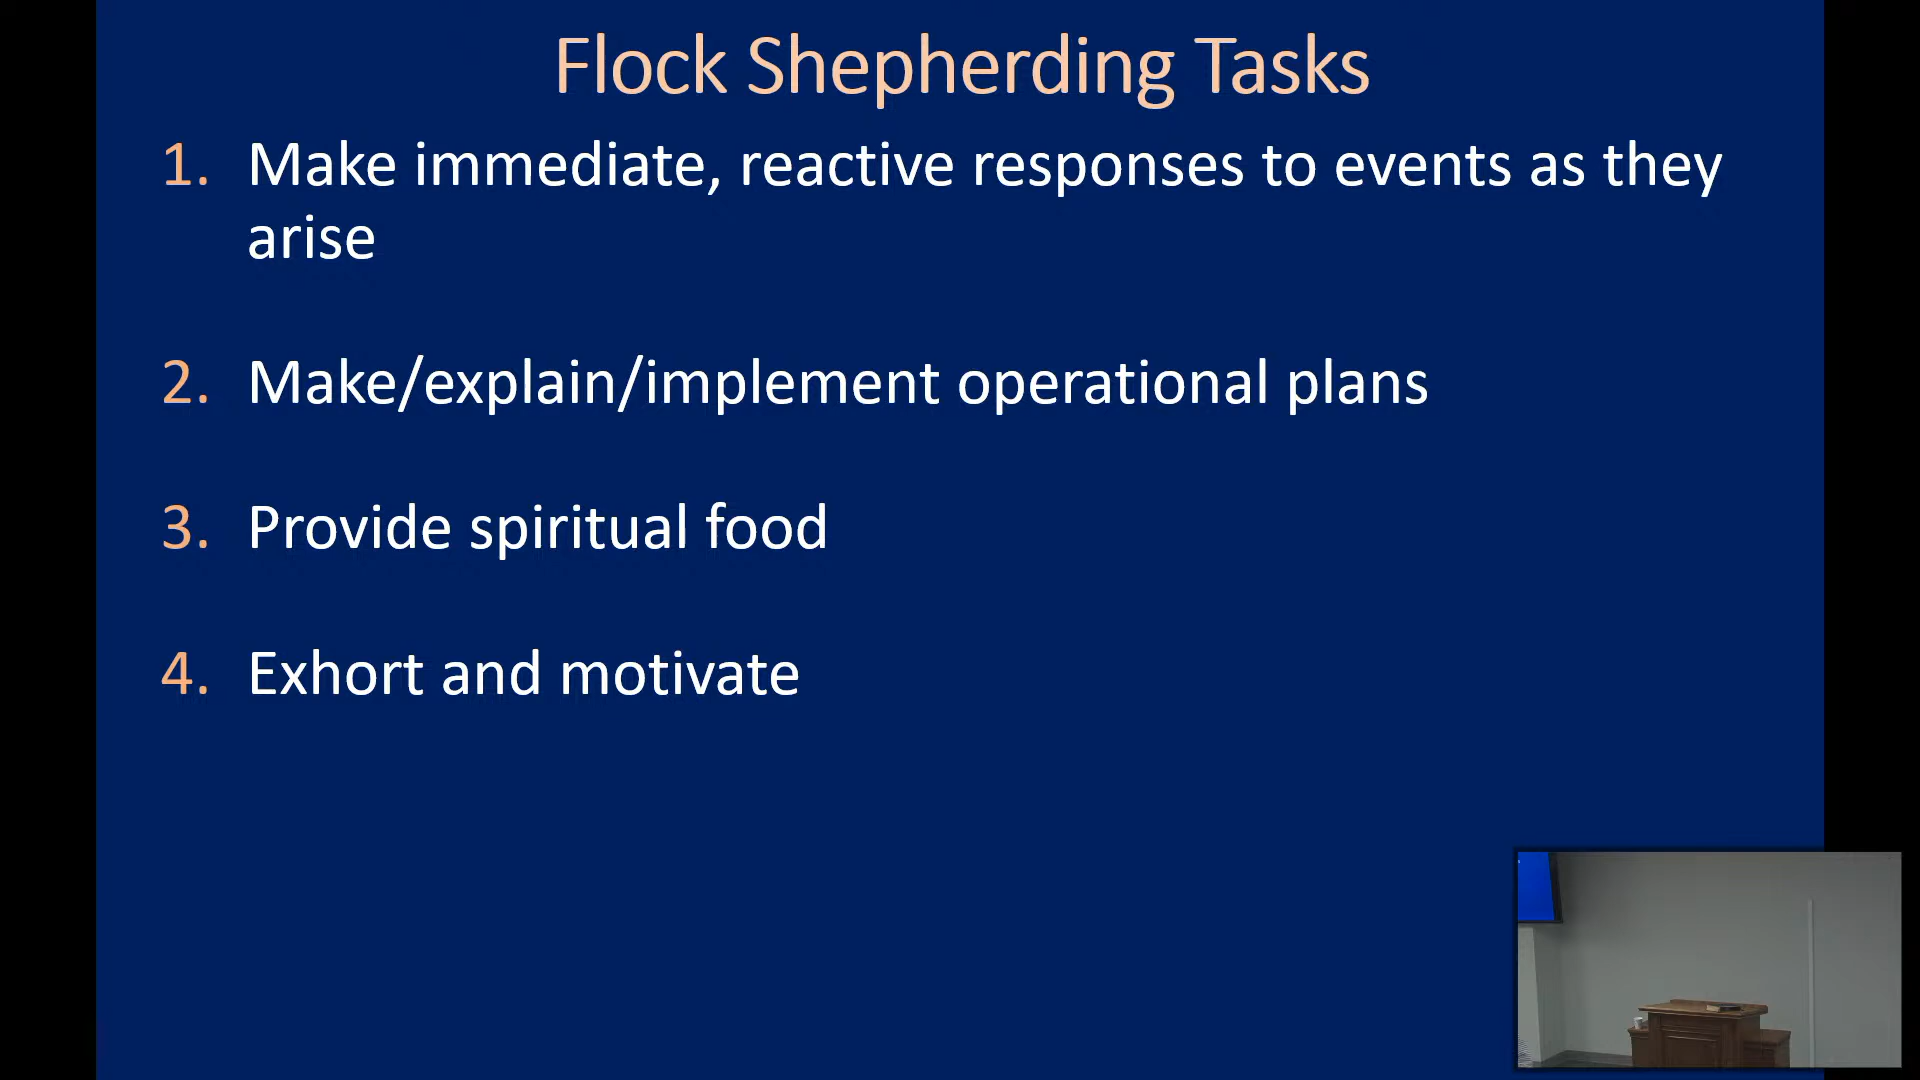 Flock Shepherding Tasks
1. Make immediate, reactive responses to events as they
arise
2. Make/explain/implement operational plans
3. Provide spiritual food
4. Exhort and motivate